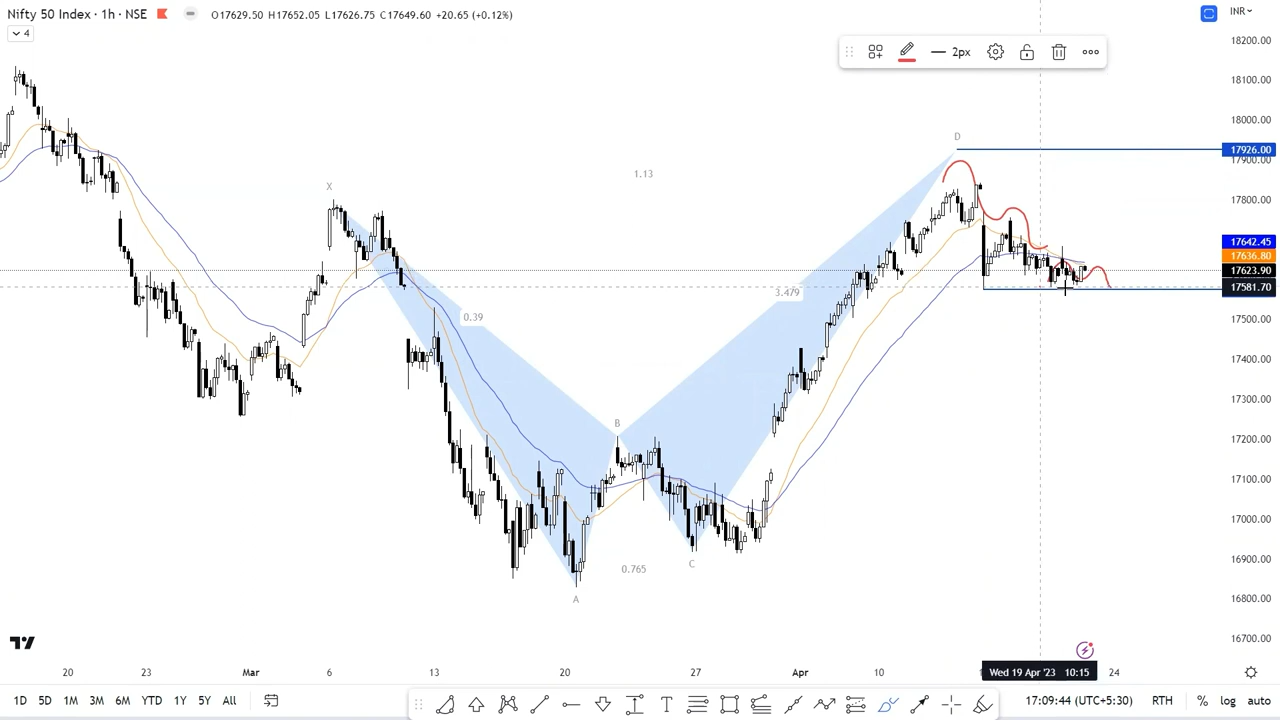 Nifty 50 Index · 1h · NSE
O17629.50 H17652.05 L17626.75 C17649.60 +20.65 (+0.12%)
4
2px
INR
18200.00
18100.00
18000.00
17926.00
17900.00
17800.00
17642.45
17636.80
17623.90
17581.70
17500.00
17400.00
17300.00
17200.00
17100.00
17000.00
16900.00
16800.00
16700.00
D
1.13
X
3.479
0.39
B
C
0.765
A
20
23
Mar
6
13
20
27
Apr
10
Wed 19 Apr '23 10:15
24
1D 5D 1M 3M 6M YTD 1Y 5Y All
T
17:09:44 (UTC+5:30)
RTH
%
log
auto